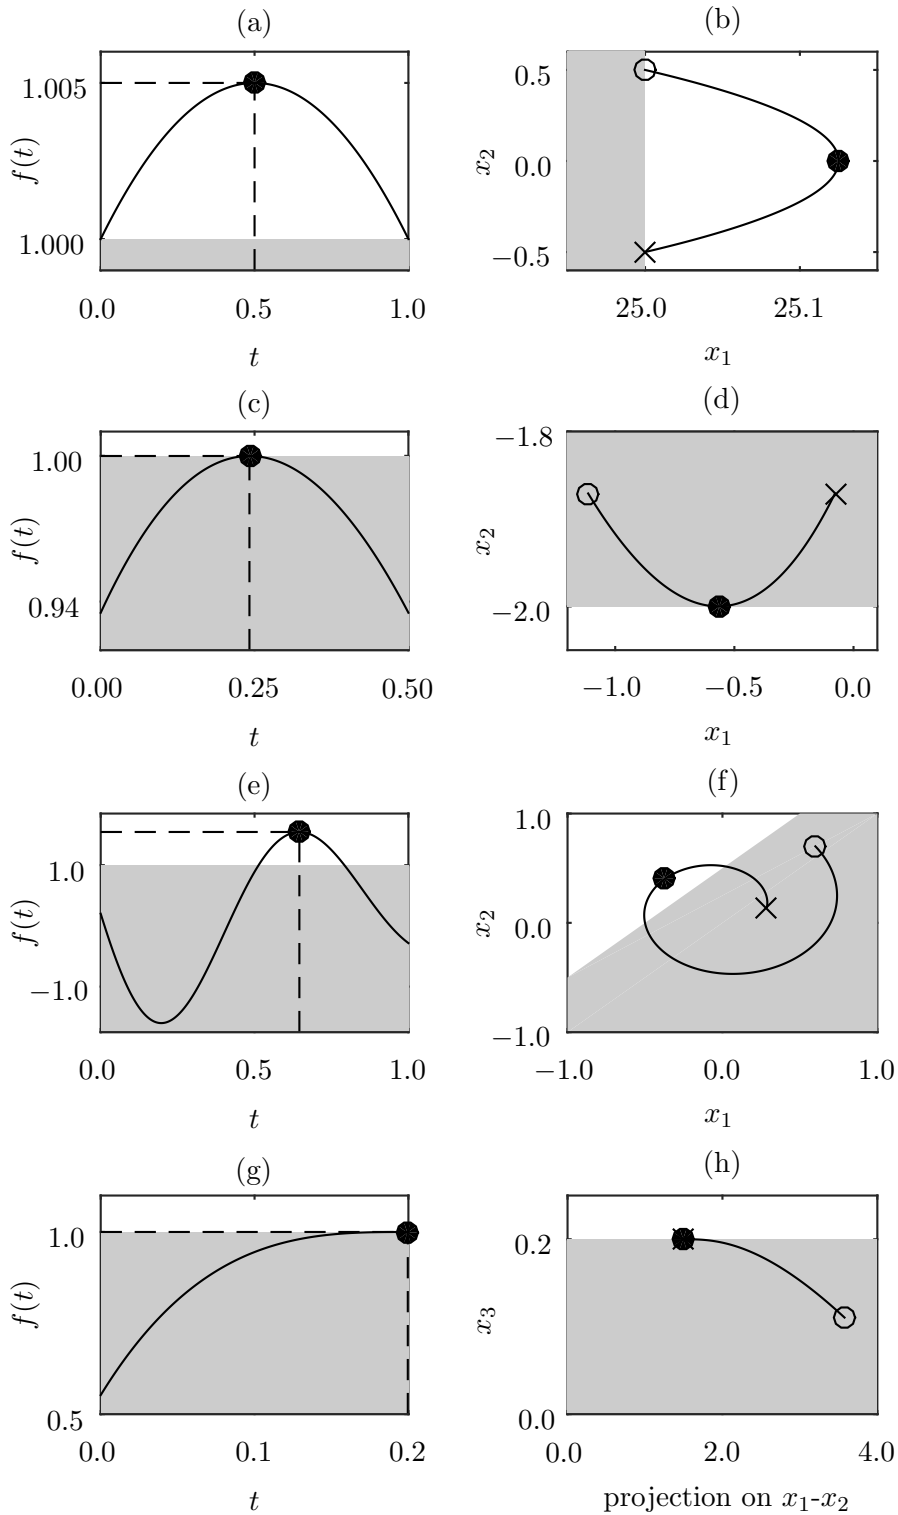 (a)
1.005
1.000
f(t)
0.0 0.5 1.0
t
(b)
0.5
0.0
−0.5
x₂
25.0 25.1
x₁
(c)
1.00
0.94
f(t)
0.00 0.25 0.50
t
(d)
−1.8
−2.0
x₂
−1.0 −0.5 0.0
x₁
(e)
1.0
−1.0
f(t)
0.0 0.5 1.0
t
(f)
1.0
0.0
−1.0
x₂
−1.0 0.0 1.0
x₁
(g)
1.0
0.5
f(t)
0.0 0.1 0.2
t
(h)
0.2
0.0
x₃
0.0 2.0 4.0
projection on x₁-x₂